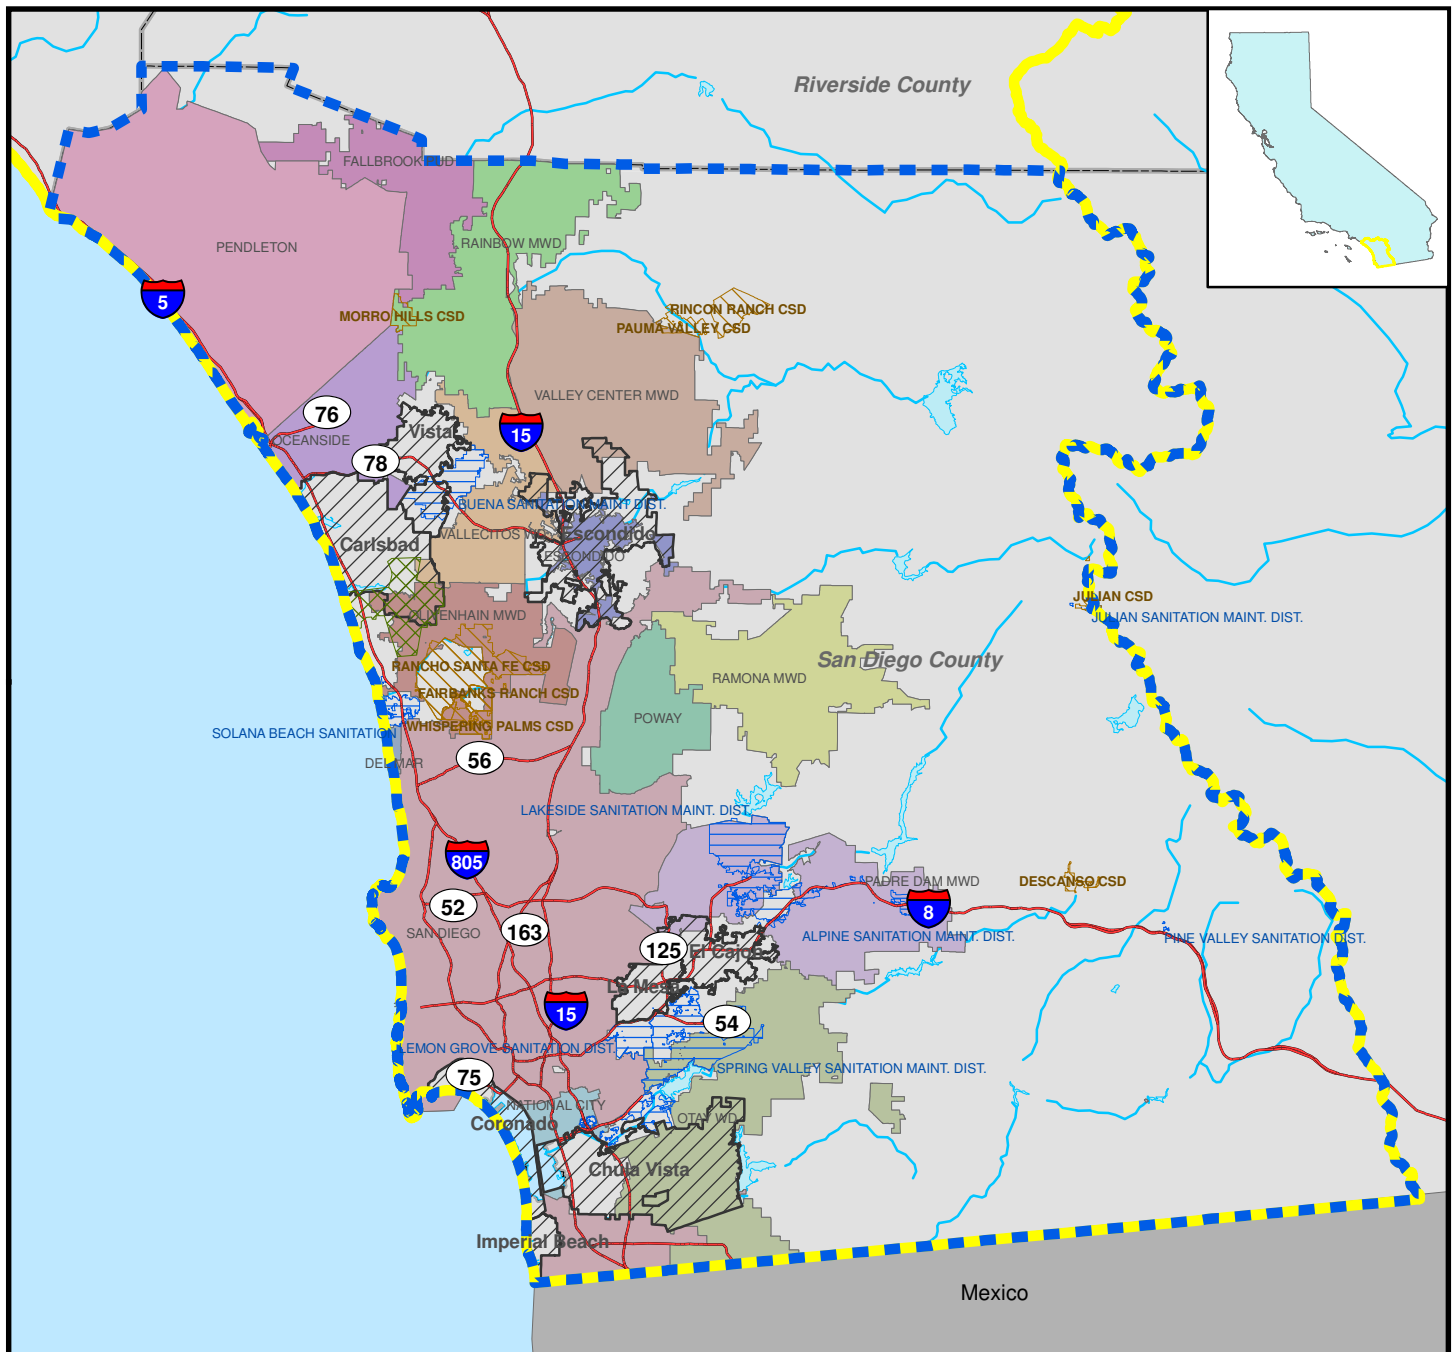 Riverside County
FALLBROOK PUD
PENDLETON
RAINBOW MWD
5
MORRO HILLS CSD
RINCON RANCH CSD
PAUMA VALLEY CSD
VALLEY CENTER MWD
76
OCEANSIDE
Vista
15
78
BUENA SANITATION MAINT DIST.
VALLECITOS WD
Escondido
Carlsbad
ESCONDIDO
JULIAN CSD
OLIVENHAIN MWD
JULIAN SANITATION MAINT. DIST.
RANCHO SANTA FE CSD
San Diego County
RAMONA MWD
FAIRBANKS RANCH CSD
POWAY
WHISPERING PALMS CSD
SOLANA BEACH SANITATION
DEL MAR
56
LAKESIDE SANITATION MAINT. DIST.
805
PADRE DAM MWD
DESCANSO CSD
52
8
163
SAN DIEGO
ALPINE SANITATION MAINT. DIST.
PINE VALLEY SANITATION DIST.
125
El Cajon
La Mesa
15
54
LEMON GROVE SANITATION DIST.
SPRING VALLEY SANITATION MAINT. DIST.
75
NATIONAL CITY
OTAY WD
Coronado
Chula Vista
Imperial Beach
Mexico